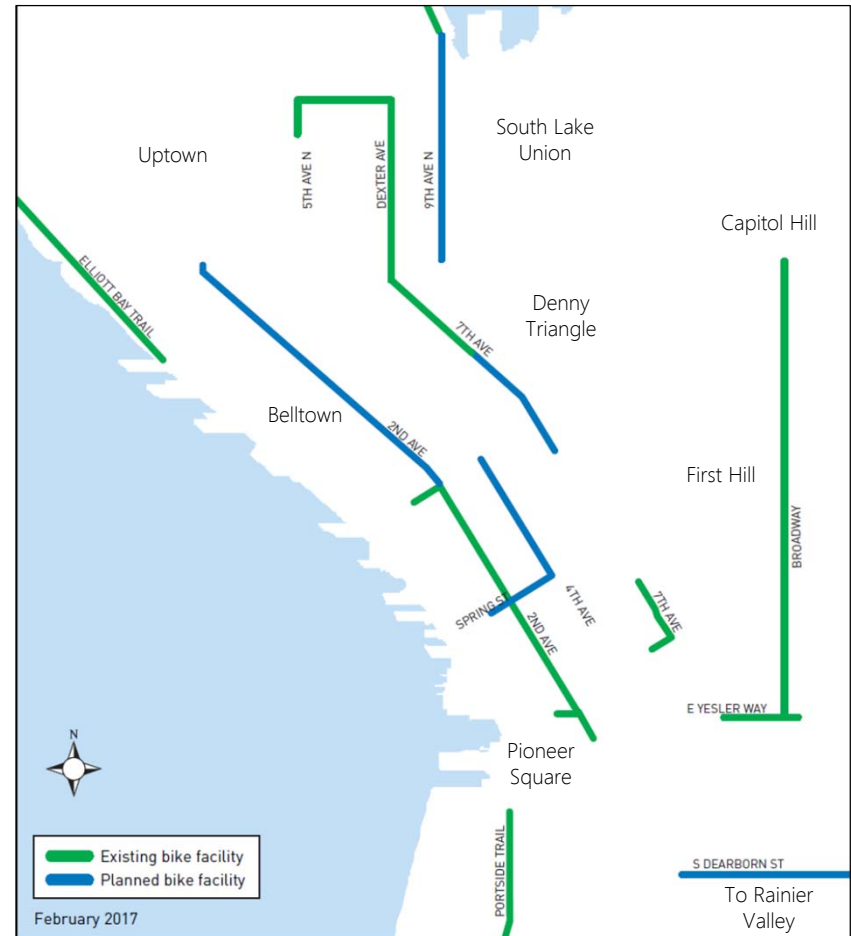 South Lake
Union
Uptown
5TH AVE N
DEXTER AVE
9TH AVE N
Capitol Hill
ELLIOTT BAY TRAIL
Denny
Triangle
7TH AVE
Belltown
2ND AVE
First Hill
BROADWAY
SPRING ST
4TH AVE
2ND AVE
7TH AVE
E YESLER WAY
N
Pioneer
Square
PORTSIDE TRAIL
Existing bike facility
Planned bike facility
S DEARBORN ST
To Rainier
Valley
February 2017